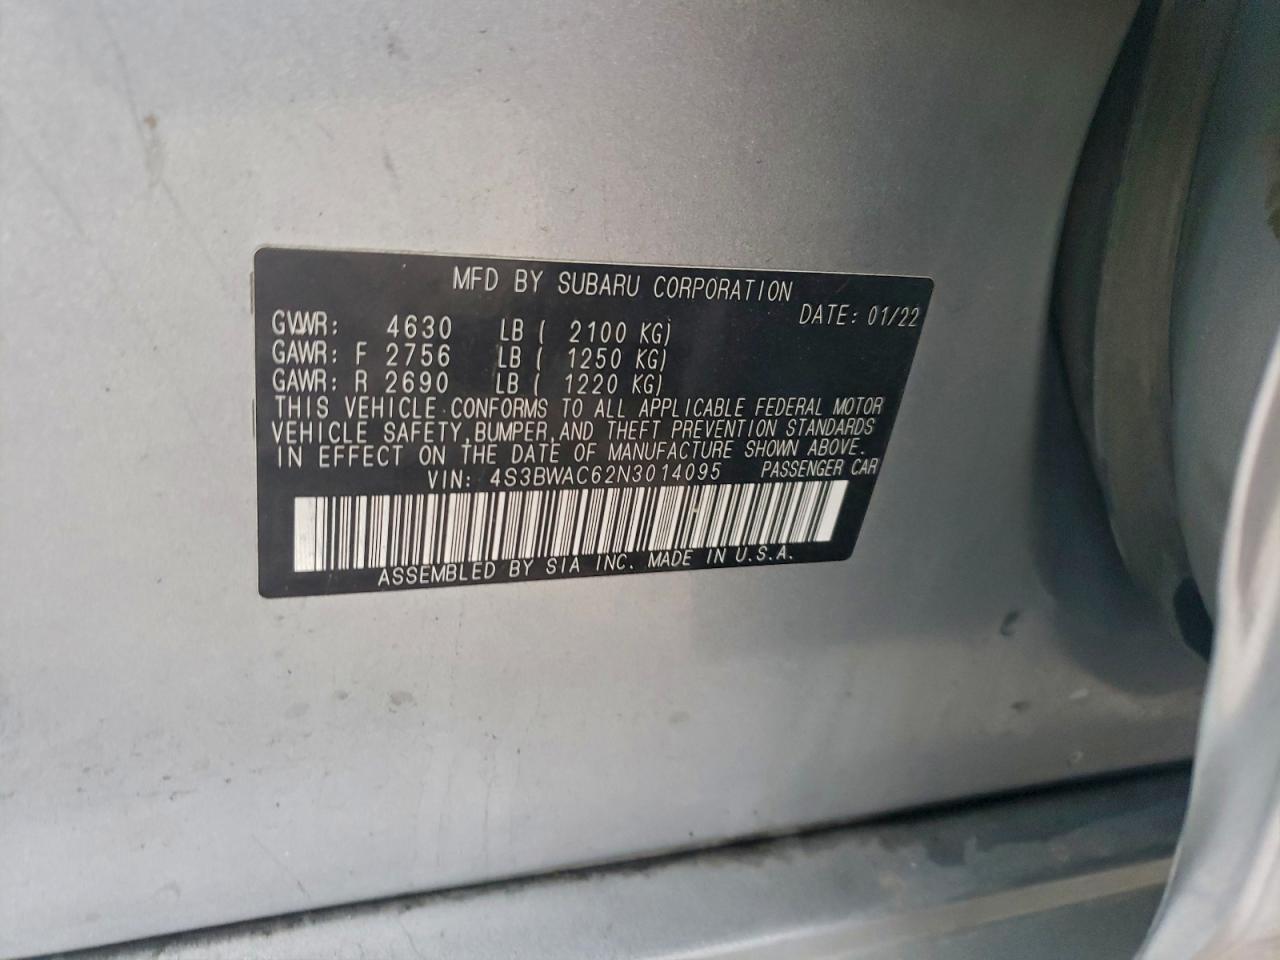 MFD BY SUBARU CORPORATION
DATE: 01/22
GVWR: 4630 LB ( 2100 KG)
GAWR: F 2756 LB ( 1250 KG)
GAWR: R 2690 LB ( 1220 KG)
THIS VEHICLE CONFORMS TO ALL APPLICABLE FEDERAL MOTOR
VEHICLE SAFETY, BUMPER, AND THEFT PREVENTION STANDARDS
IN EFFECT ON THE DATE OF MANUFACTURE SHOWN ABOVE.
VIN: 4S3BWAC62N3014095 PASSENGER CAR
ASSEMBLED BY SIA INC. MADE IN U.S.A.